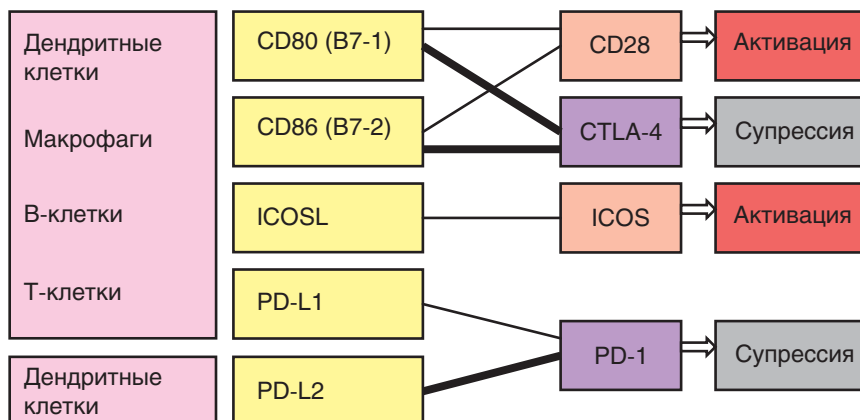 Дендритные
клетки
Макрофаги
В-клетки
Т-клетки
Дендритные
клетки
CD80 (B7-1)
CD86 (B7-2)
ICOSL
PD-L1
PD-L2
CD28
CTLA-4
ICOS
PD-1
Активация
Супрессия
Активация
Супрессия